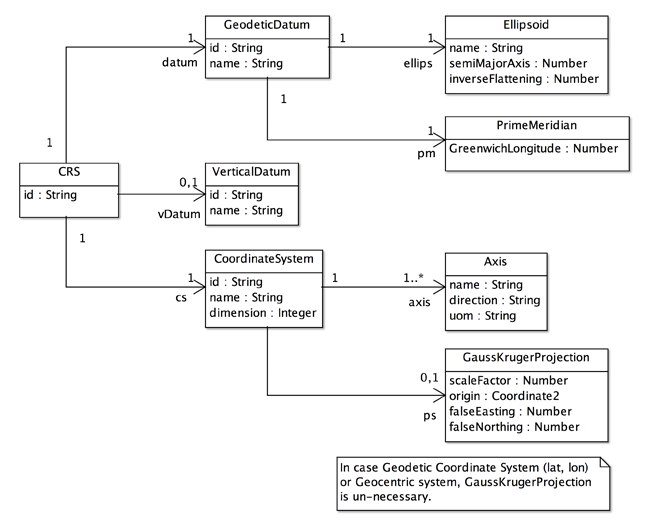 GeodeticDatum
id : String
name : String
1
datum
1
1
ellips
Ellipsoid
name : String
semiMajorAxis : Number
inverseFlattening : Number
1
1
pm
PrimeMeridian
GreenwichLongitude : Number
1
CRS
id : String
0,1
vDatum
VerticalDatum
id : String
name : String
1
1
cs
CoordinateSystem
id : String
name : String
dimension : Integer
1
1..*
axis
Axis
name : String
direction : String
uom : String
0,1
ps
GaussKrugerProjection
scaleFactor : Number
origin : Coordinate2
falseEasting : Number
falseNorthing : Number
In case Geodetic Coordinate System (lat, lon)
or Geocentric system, GaussKrugerProjection
is un-necessary.